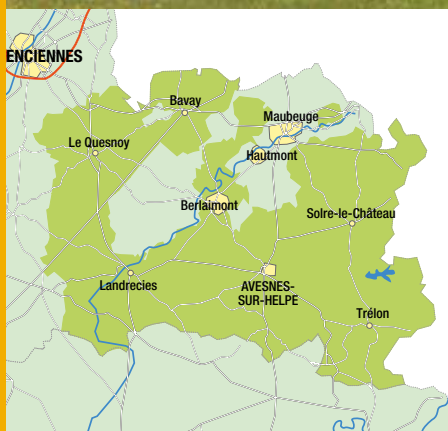 ENCIENNES
Bavay
Maubeuge
Le Quesnoy
Hautmont
Berlaimont
Solre-le-Château
Landrecies
AVESNES-
SUR-HELPE
Trélon